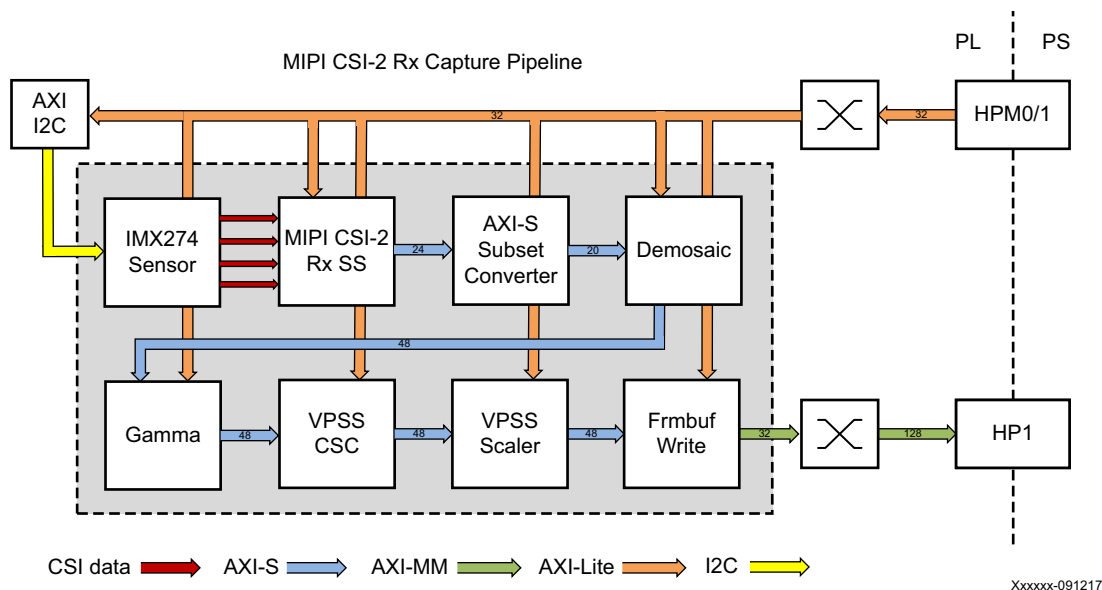 PL
PS
MIPI CSI-2 Rx Capture Pipeline
AXI
I2C
32
32
HPM0/1
IMX274
Sensor
MIPI CSI-2
Rx SS
24
AXI-S
Subset
Converter
20
Demosaic
48
Gamma
48
VPSS
CSC
48
VPSS
Scaler
48
Frmbuf
Write
32
128
HP1
CSI data
AXI-S
AXI-MM
AXI-Lite
I2C
Xxxxxx-091217